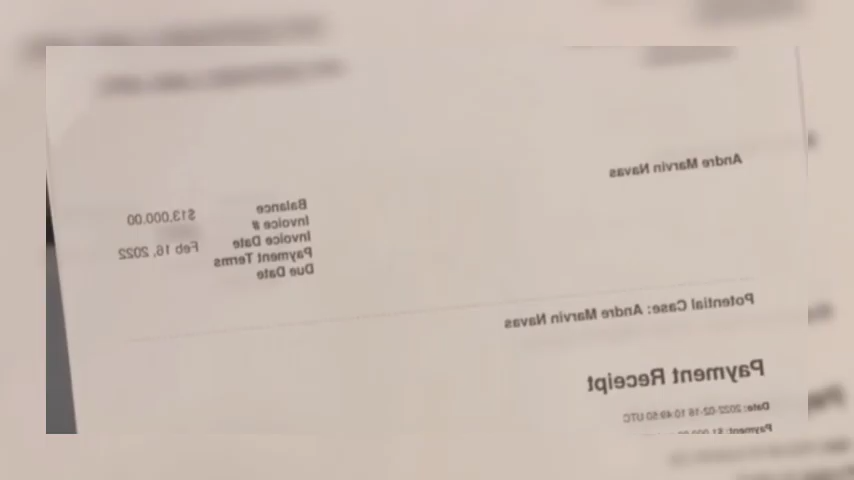 Andre Marvin Navas
Balance $13,000.00
Invoice #
Invoice Date Feb 16, 2022
Payment Terms
Due Date
Potential Case: Andre Marvin Navas
Payment Receipt
Date: 2022-02-16 10:49:50 UTC
Payment: